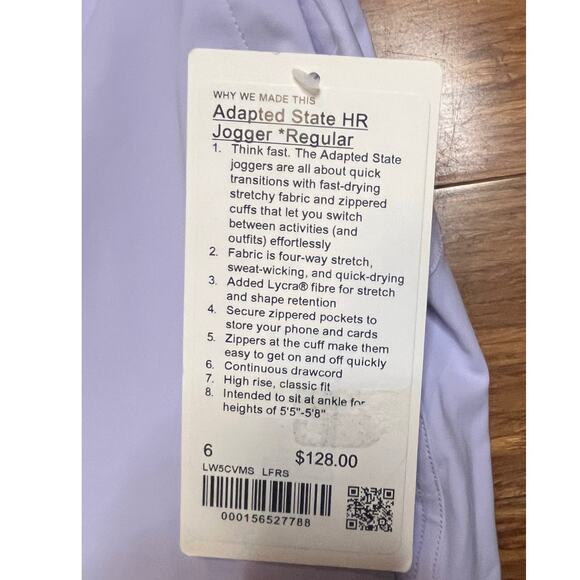 WHY WE MADE THIS
Adapted State HR
Jogger *Regular
1. Think fast. The Adapted State
joggers are all about quick
transitions with fast-drying
stretchy fabric and zippered
cuffs that let you switch
between activities (and
outfits) effortlessly
2. Fabric is four-way stretch,
sweat-wicking, and quick-drying
3. Added Lycra® fibre for stretch
and shape retention
4. Secure zippered pockets to
store your phone and cards
5. Zippers at the cuff make them
easy to get on and off quickly
6. Continuous drawcord
7. High rise, classic fit
8. Intended to sit at ankle for
heights of 5'5"-5'8"
6 $128.00
LW5CVMS LFRS
000156527788